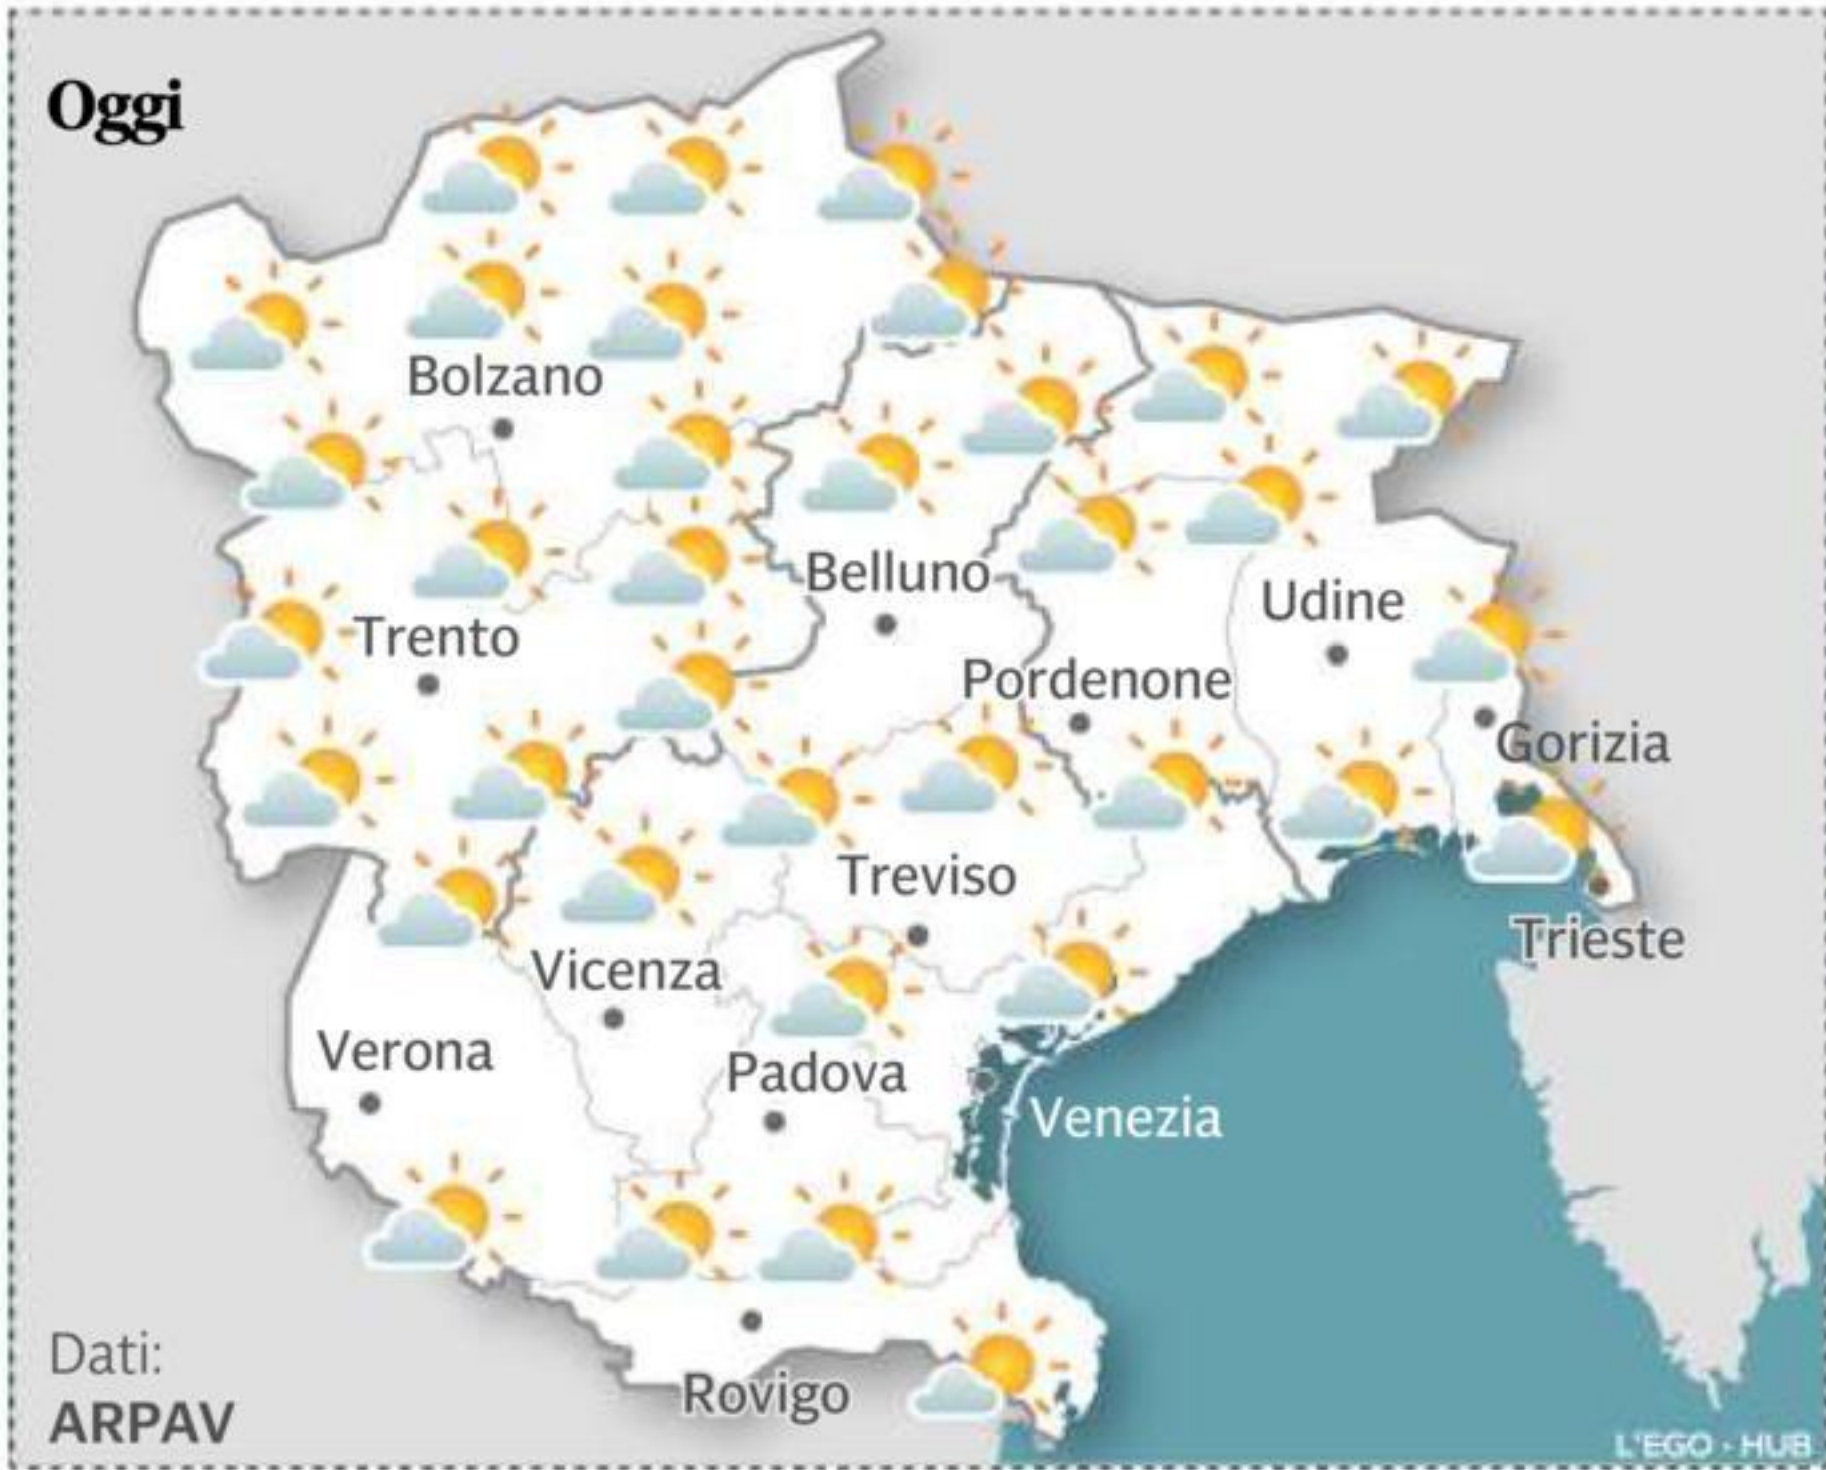 Oggi
Bolzano
Belluno
Udine
Trento
Pordenone
Gorizia
Treviso
Trieste
Vicenza
Verona
Padova
Venezia
Dati:
ARPAV
Rovigo
L'EGO - HUB